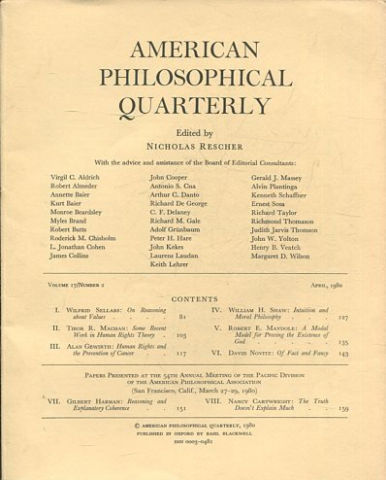 AMERICAN
PHILOSOPHICAL
QUARTERLY
Edited by
NICHOLAS RESCHER
With the advice and assistance of the Board of Editorial Consultants:
Virgil C. Aldrich
Robert Almeder
Annette Baier
Kurt Baier
Monroe Beardsley
Myles Brand
Robert Butts
Roderick M. Chisholm
L. Jonathan Cohen
James Collins
John Cooper
Antonio S. Cua
Arthur C. Danto
Richard De George
C. F. Delaney
Richard M. Gale
Adolf Grünbaum
Peter H. Hare
John Kekes
Laurens Laudan
Keith Lehrer
Gerald J. Massey
Alvin Plantinga
Kenneth Schaffner
Ernest Sosa
Richard Taylor
Richmond Thomason
Judith Jarvis Thomson
John W. Yolton
Henry B. Veatch
Margaret D. Wilson
VOLUME 17/NUMBER 2
APRIL, 1980
CONTENTS
I. WILFRID SELLARS: On Reasoning
about Values . . . 81
II. TIBOR R. MACHAN: Some Recent
Work in Human Rights Theory . 103
III. ALAN GEWIRTH: Human Rights and
the Prevention of Cancer . . 117
IV. WILLIAM H. SHAW: Intuition and
Moral Philosophy . . . 127
V. ROBERT E. MAYDOLE: A Modal
Model for Proving the Existence of
God . . . 135
VI. DAVID NOVITZ: Of Fact and Fancy 143
PAPERS PRESENTED AT THE 54TH ANNUAL MEETING OF THE PACIFIC DIVISION
OF THE AMERICAN PHILOSOPHICAL ASSOCIATION
(San Francisco, Calif., March 27-29, 1980)
VII. GILBERT HARMAN: Reasoning and
Explanatory Coherence . . 151
VIII. NANCY CARTWRIGHT: The Truth
Doesn't Explain Much . . 159
© AMERICAN PHILOSOPHICAL QUARTERLY, 1980
PUBLISHED IN OXFORD BY BASIL BLACKWELL
ISSN 0003-0481